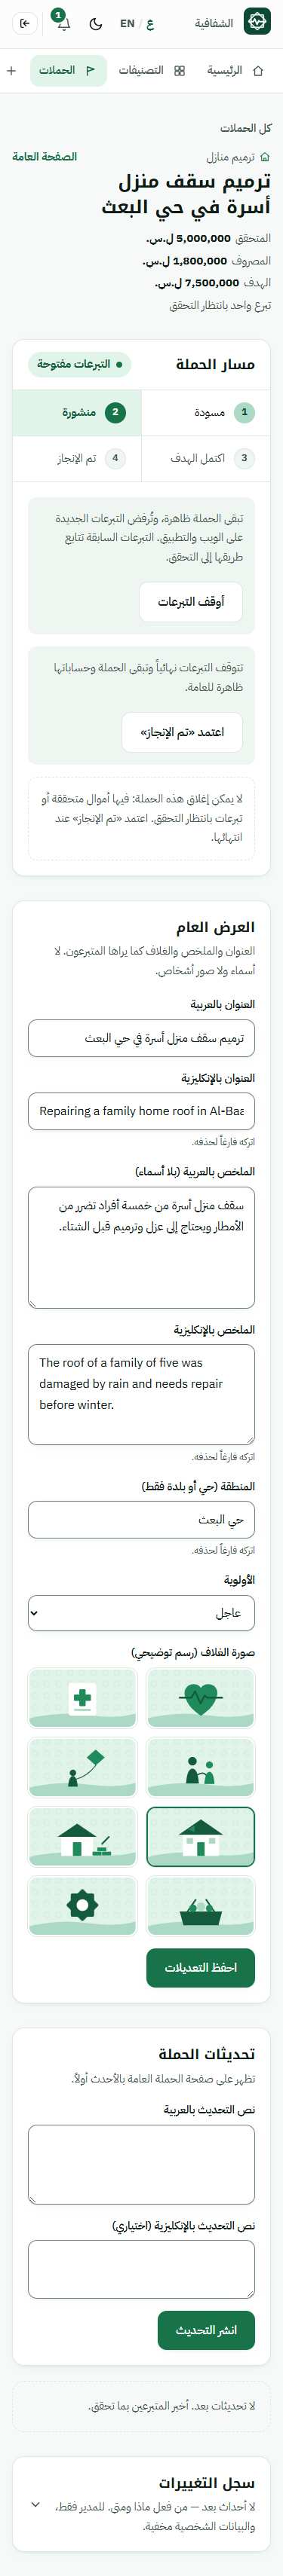 الشفافية
ع / EN
1
الرئيسية
التصنيفات
الحملات
كل الحملات
ترميم منازل
الصفحة العامة
ترميم سقف منزل
أسرة في حي البعث
المتحقق 5,000,000 ل.س.
المصروف 1,800,000 ل.س.
الهدف 7,500,000 ل.س.
تبرع واحد بانتظار التحقق
مسار الحملة
التبرعات مفتوحة
1 مسودة
2 منشورة
3 اكتمل الهدف
4 تم الإنجاز
تبقى الحملة ظاهرة، وتُرفض التبرعات الجديدة
على الويب والتطبيق. التبرعات السابقة تتابع
طريقها إلى التحقق.
أوقف التبرعات
تتوقف التبرعات نهائياً وتبقى الحملة وحساباتها
ظاهرة للعامة.
اعتمد «تم الإنجاز»
لا يمكن إغلاق هذه الحملة: فيها أموال متحققة أو
تبرعات بانتظار التحقق. اعتمد «تم الإنجاز» عند
انتهائها.
العرض العام
العنوان والملخص والغلاف كما يراها المتبرعون. لا
أسماء ولا صور أشخاص.
العنوان بالعربية
ترميم سقف منزل أسرة في حي البعث
العنوان بالإنكليزية
Repairing a family home roof in Al-Baa
اتركه فارغاً لحذفه.
الملخص بالعربية (بلا أسماء)
سقف منزل أسرة من خمسة أفراد تضرر من
الأمطار ويحتاج إلى عزل وترميم قبل الشتاء.
الملخص بالإنكليزية
The roof of a family of five was
damaged by rain and needs repair
before winter.
اتركه فارغاً لحذفه.
المنطقة (حي أو بلدة فقط)
حي البعث
اتركه فارغاً لحذفه.
الأولوية
عاجل
صورة الغلاف (رسم توضيحي)
احفظ التعديلات
تحديثات الحملة
تظهر على صفحة الحملة العامة بالأحدث أولاً.
نص التحديث بالعربية
نص التحديث بالإنكليزية (اختياري)
انشر التحديث
لا تحديثات بعد. أخبر المتبرعين بما تحقق.
سجل التغييرات
لا أحداث بعد — من فعل ماذا ومتى. للمدير فقط،
والبيانات الشخصية مخفية.